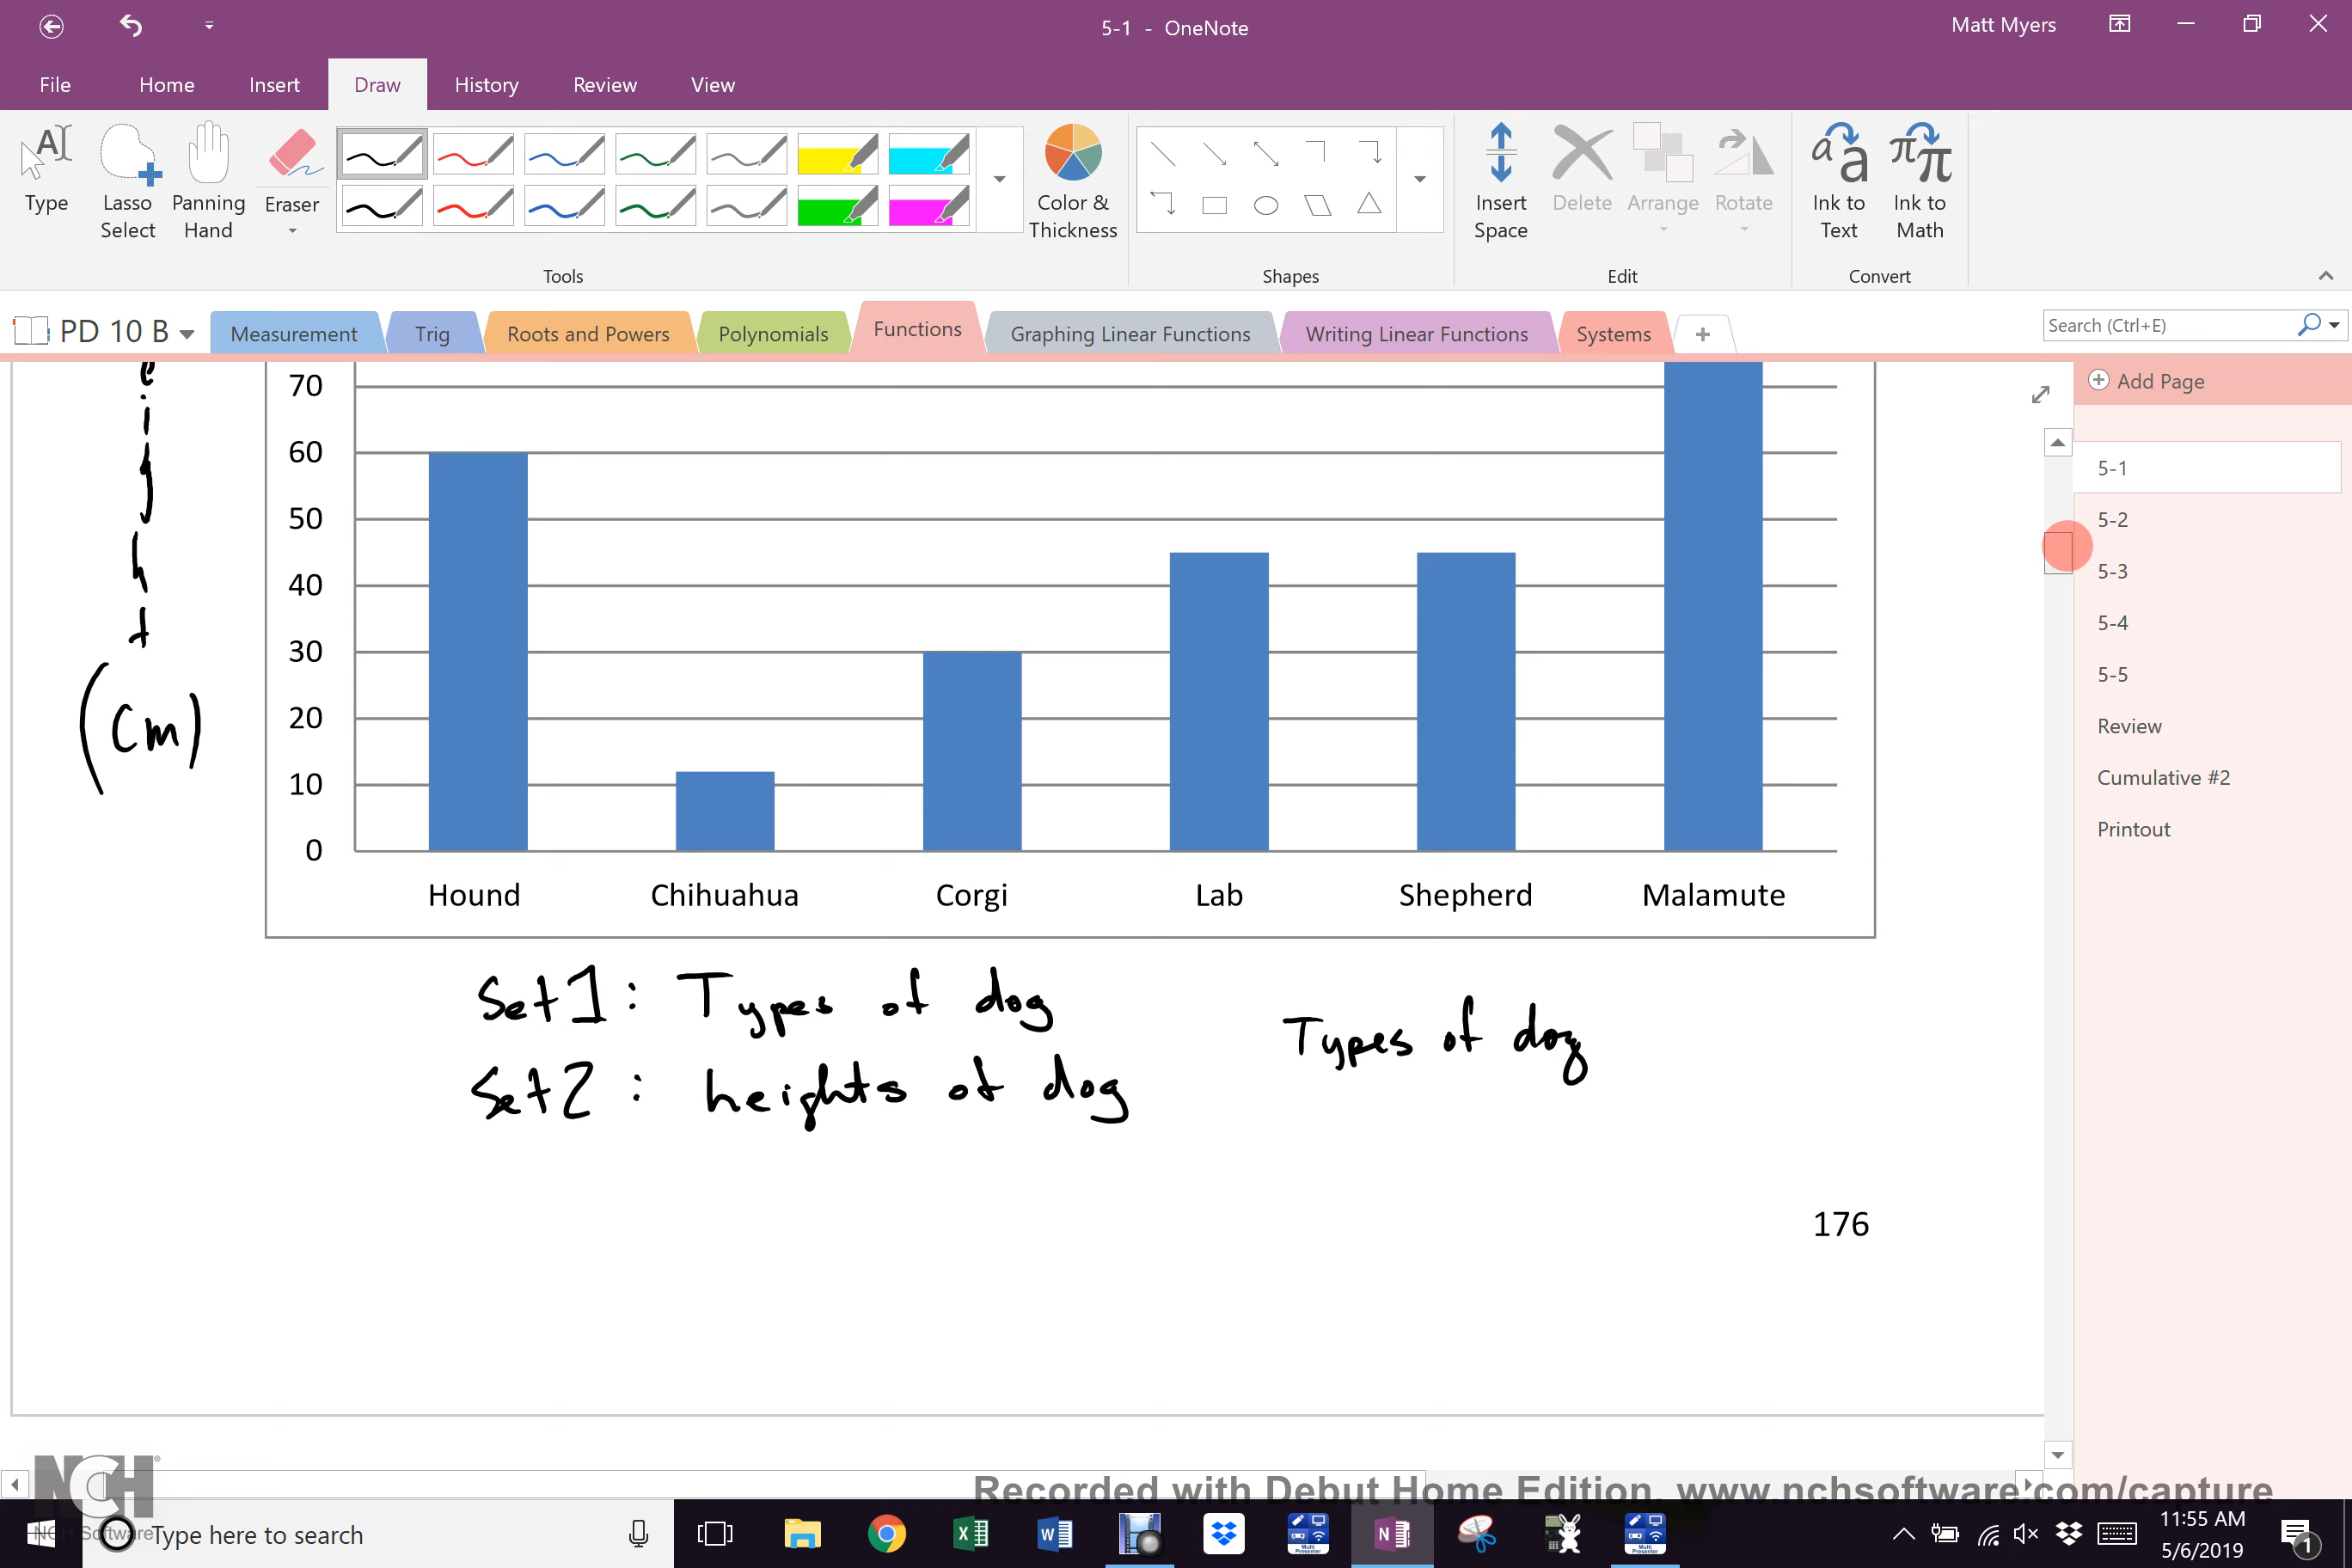 5-1 - OneNote
Matt Myers
File Home Insert Draw History Review View
Type
Lasso Select
Panning Hand
Eraser
Color & Thickness
Insert Space
Delete
Arrange
Rotate
Ink to Text
Ink to Math
Tools
Shapes
Edit
Convert
PD 10 B
Measurement
Trig
Roots and Powers
Polynomials
Functions
Graphing Linear Functions
Writing Linear Functions
Systems
Search (Ctrl+E)
Add Page
5-1
5-2
5-3
5-4
5-5
Review
Cumulative #2
Printout
eight
(cm)
70
60
50
40
30
20
10
0
Hound Chihuahua Corgi Lab Shepherd Malamute
Set 1: Types of dog
Set 2: heights of dog
Types of dog
176
NCH
NCH Software
Recorded with Debut Home Edition. www.nchsoftware.com/capture
Type here to search
11:55 AM
5/6/2019
1